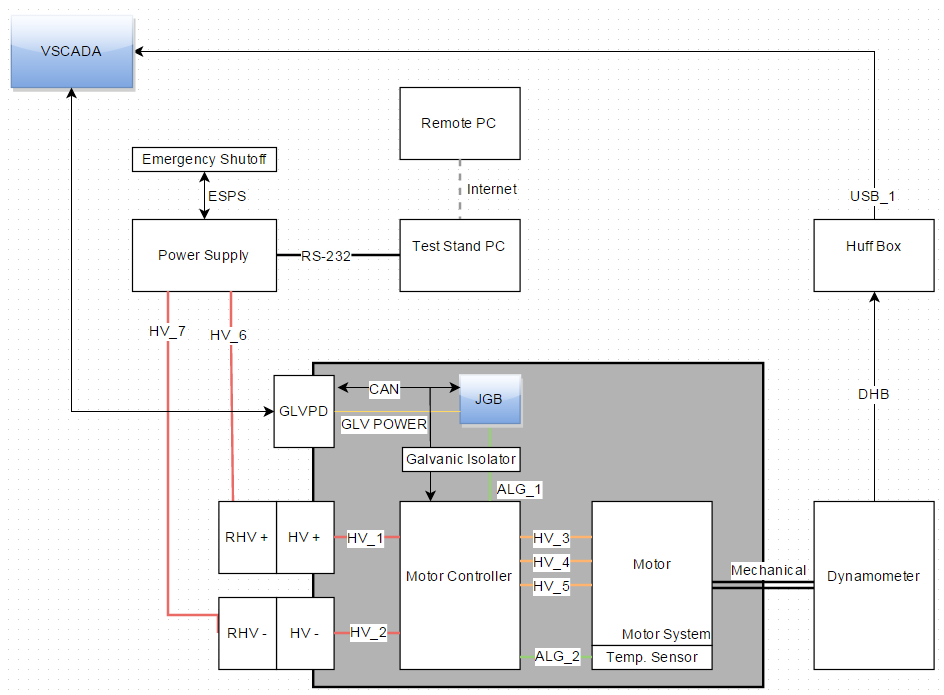 VSCADA
Remote PC
Emergency Shutoff
Internet
ESPS
USB_1
Power Supply
RS-232
Test Stand PC
Huff Box
HV_7
HV_6
CAN
JGB
DHB
GLVPD
GLV POWER
Galvanic Isolator
ALG_1
RHV +
HV +
HV_1
HV_3
HV_4
HV_5
Motor Controller
Motor
Mechanical
Dynamometer
RHV -
HV -
HV_2
Motor System
ALG_2
Temp. Sensor